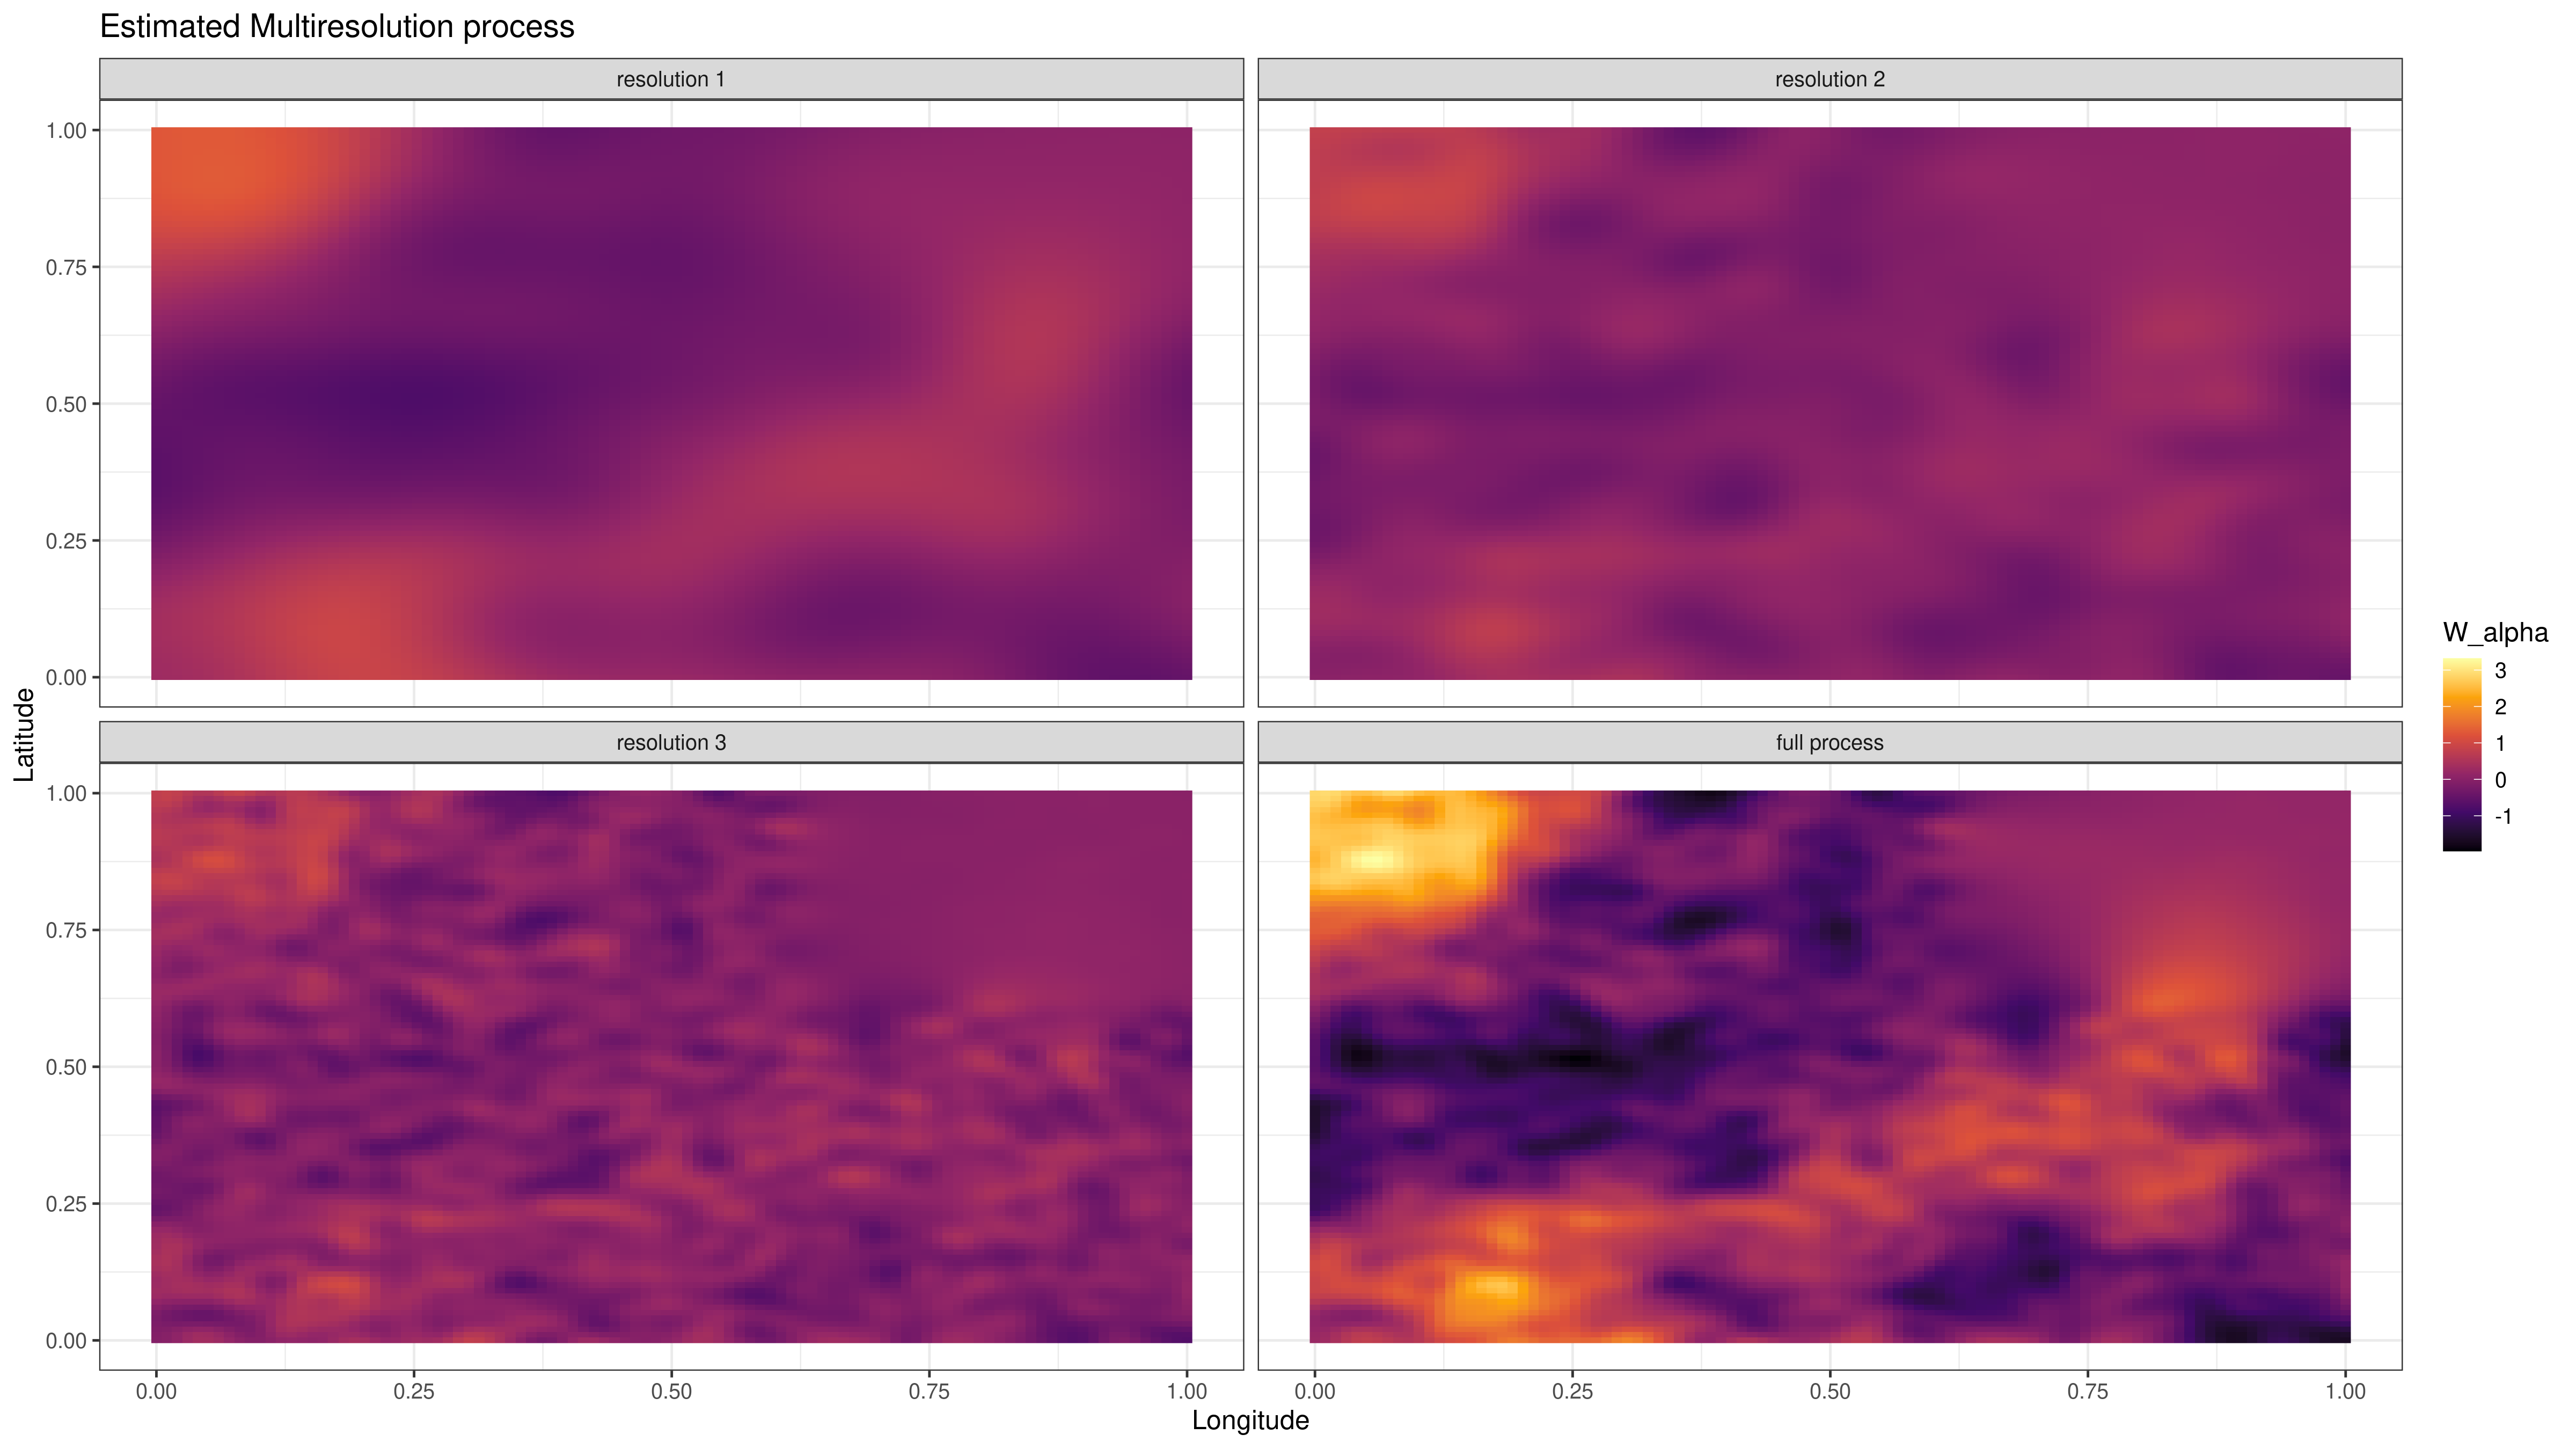 Estimated Multiresolution process
resolution 1
resolution 2
1.00
0.75
0.50
0.25
0.00
resolution 3
full process
1.00
0.75
0.50
0.25
0.00
0.00 0.25 0.50 0.75 1.00
0.00 0.25 0.50 0.75 1.00
Longitude
Latitude
W_alpha
3
2
1
0
-1